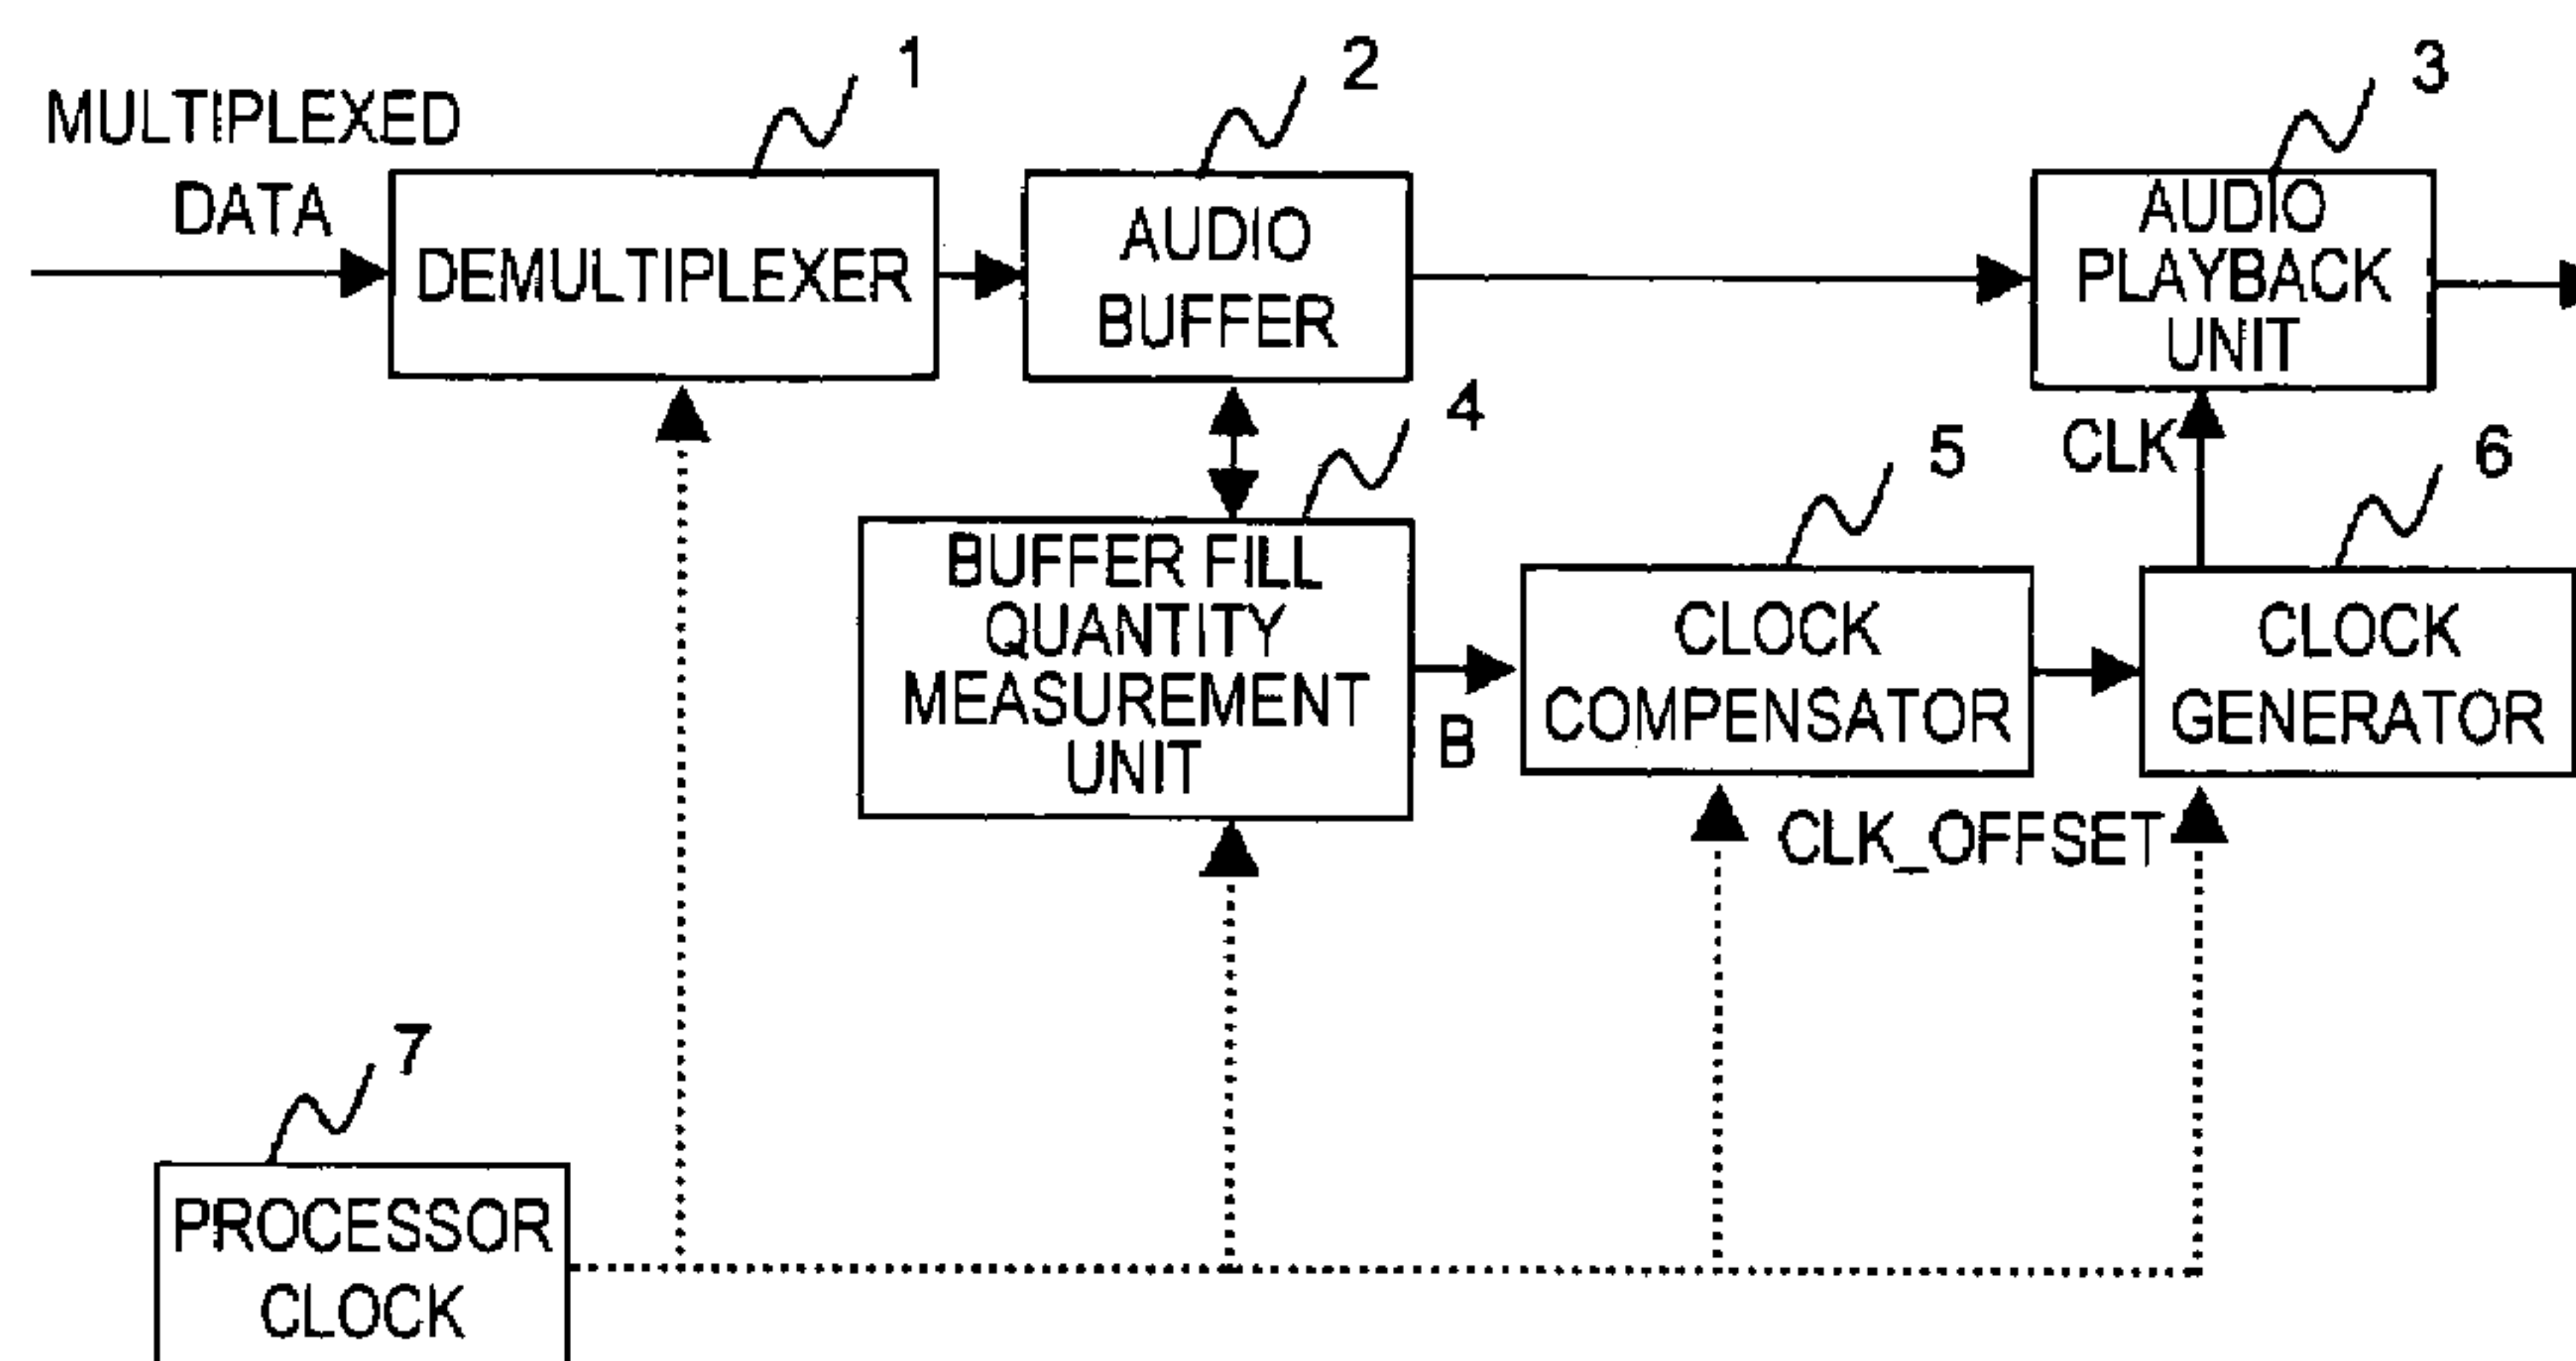 1
2
3
MULTIPLEXED
DATA
DEMULTIPLEXER
AUDIO
BUFFER
AUDIO
PLAYBACK
UNIT
4
5
CLK
6
BUFFER FILL
QUANTITY
MEASUREMENT
UNIT
B
CLOCK
COMPENSATOR
CLOCK
GENERATOR
CLK_OFFSET
7
PROCESSOR
CLOCK